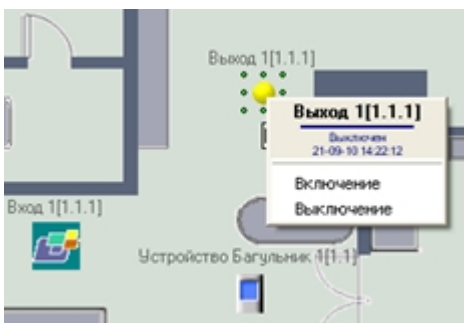 Выход 1[1.1.1]
Выход 1[1.1.1]
Выключен
21-09-10 14:22:12
Включение
Выключение
Вход 1[1.1.1]
Устройство Багульник 1[1.1]